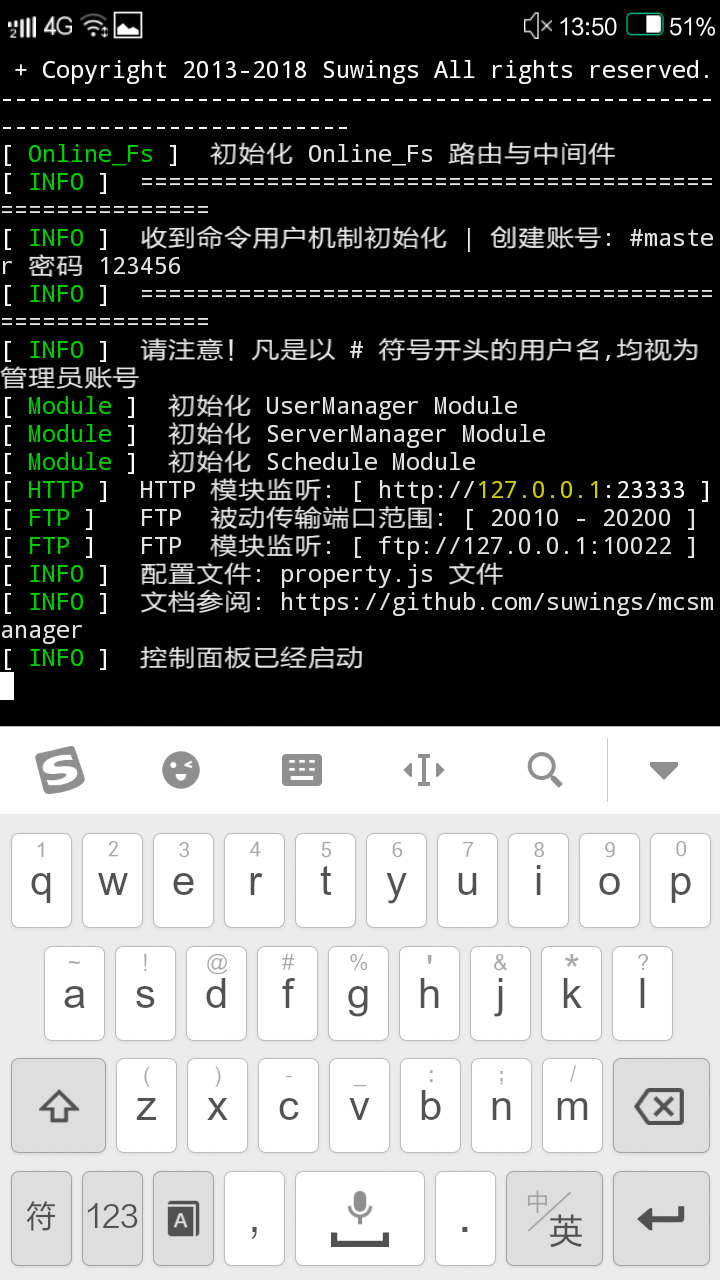 2 4G 13:50 51%
+ Copyright 2013-2018 Suwings All rights reserved.
---------------------------------------------------
-------------------------
[ Online_Fs ]  初始化 Online_Fs 路由与中间件
[ INFO ]  =========================================
===============
[ INFO ]  收到命令用户机制初始化 | 创建账号: #maste
r 密码 123456
[ INFO ]  =========================================
===============
[ INFO ]  请注意! 凡是以 # 符号开头的用户名,均视为
管理员账号
[ Module ]  初始化 UserManager Module
[ Module ]  初始化 ServerManager Module
[ Module ]  初始化 Schedule Module
[ HTTP ]  HTTP 模块监听: [ http://127.0.0.1:23333 ]
[ FTP ]   FTP  被动传输端口范围: [ 20010 - 20200 ]
[ FTP ]   FTP  模块监听: [ ftp://127.0.0.1:10022 ]
[ INFO ]  配置文件: property.js 文件
[ INFO ]  文档参阅: https://github.com/suwings/mcsm
anager
[ INFO ]  控制面板已经启动
S
1 2 3 4 5 6 7 8 9 0
q w e r t y u i o p
~ ! @ # % ' & * ?
a s d f g h j k l
( ) - _ : ; /
z x c v b n m
符 123 A , . 中/英